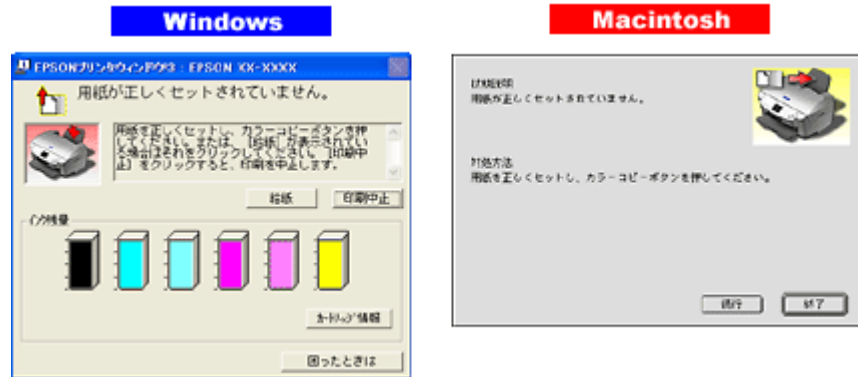 Windows
Macintosh
EPSONプリンタウィンドウ!3 : EPSON XX-XXXX
用紙が正しくセットされていません。
用紙を正しくセットし、カラーコピーボタンを押
してください。または、[給紙]が表示されてい
る場合はそれをクリックしてください。[印刷中
止]をクリックすると、印刷を中止します。
給紙
印刷中止
インク残量
カートリッジ情報
困ったときは
用紙が正しくセットされていません。
対処方法
用紙を正しくセットし、カラーコピーボタンを押してください。
続行
終了